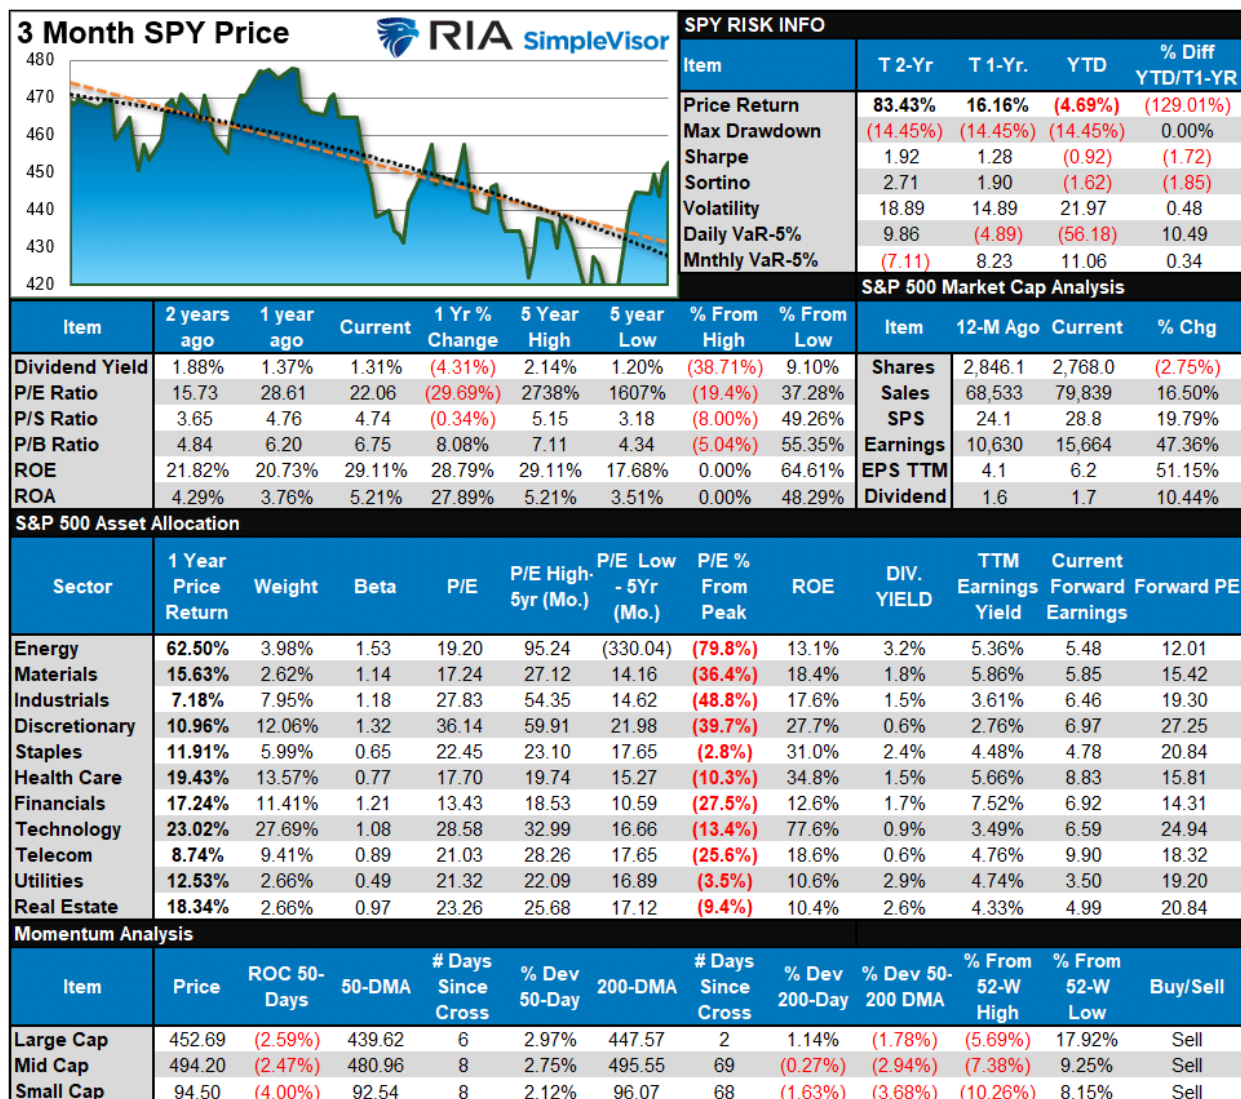 3 Month SPY Price
RIA SimpleVisor
480
470
460
450
440
430
420
SPY RISK INFO
Item T 2-Yr T 1-Yr. YTD % Diff YTD/T1-YR
Price Return 83.43% 16.16% (4.69%) (129.01%)
Max Drawdown (14.45%) (14.45%) (14.45%) 0.00%
Sharpe 1.92 1.28 (0.92) (1.72)
Sortino 2.71 1.90 (1.62) (1.85)
Volatility 18.89 14.89 21.97 0.48
Daily VaR-5% 9.86 (4.89) (56.18) 10.49
Mnthly VaR-5% (7.11) 8.23 11.06 0.34
Item 2 years ago 1 year ago Current 1 Yr % Change 5 Year High 5 year Low % From High % From Low
Dividend Yield 1.88% 1.37% 1.31% (4.31%) 2.14% 1.20% (38.71%) 9.10%
P/E Ratio 15.73 28.61 22.06 (29.69%) 2738% 1607% (19.4%) 37.28%
P/S Ratio 3.65 4.76 4.74 (0.34%) 5.15 3.18 (8.00%) 49.26%
P/B Ratio 4.84 6.20 6.75 8.08% 7.11 4.34 (5.04%) 55.35%
ROE 21.82% 20.73% 29.11% 28.79% 29.11% 17.68% 0.00% 64.61%
ROA 4.29% 3.76% 5.21% 27.89% 5.21% 3.51% 0.00% 48.29%
S&P 500 Market Cap Analysis
Item 12-M Ago Current % Chg
Shares 2,846.1 2,768.0 (2.75%)
Sales 68,533 79,839 16.50%
SPS 24.1 28.8 19.79%
Earnings 10,630 15,664 47.36%
EPS TTM 4.1 6.2 51.15%
Dividend 1.6 1.7 10.44%
S&P 500 Asset Allocation
Sector 1 Year Price Return Weight Beta P/E P/E High- 5yr (Mo.) P/E Low - 5Yr (Mo.) P/E % From Peak ROE DIV. YIELD TTM Earnings Yield Current Forward Earnings Forward PE
Energy 62.50% 3.98% 1.53 19.20 95.24 (330.04) (79.8%) 13.1% 3.2% 5.36% 5.48 12.01
Materials 15.63% 2.62% 1.14 17.24 27.12 14.16 (36.4%) 18.4% 1.8% 5.86% 5.85 15.42
Industrials 7.18% 7.95% 1.18 27.83 54.35 14.62 (48.8%) 17.6% 1.5% 3.61% 6.46 19.30
Discretionary 10.96% 12.06% 1.32 36.14 59.91 21.98 (39.7%) 27.7% 0.6% 2.76% 6.97 27.25
Staples 11.91% 5.99% 0.65 22.45 23.10 17.65 (2.8%) 31.0% 2.4% 4.48% 4.78 20.84
Health Care 19.43% 13.57% 0.77 17.70 19.74 15.27 (10.3%) 34.8% 1.5% 5.66% 8.83 15.81
Financials 17.24% 11.41% 1.21 13.43 18.53 10.59 (27.5%) 12.6% 1.7% 7.52% 6.92 14.31
Technology 23.02% 27.69% 1.08 28.58 32.99 16.66 (13.4%) 77.6% 0.9% 3.49% 6.59 24.94
Telecom 8.74% 9.41% 0.89 21.03 28.26 17.65 (25.6%) 18.6% 0.6% 4.76% 9.90 18.32
Utilities 12.53% 2.66% 0.49 21.32 22.09 16.89 (3.5%) 10.6% 2.9% 4.74% 3.50 19.20
Real Estate 18.34% 2.66% 0.97 23.26 25.68 17.12 (9.4%) 10.4% 2.6% 4.33% 4.99 20.84
Momentum Analysis
Item Price ROC 50-Days 50-DMA # Days Since Cross % Dev 50-Day 200-DMA # Days Since Cross % Dev 200-Day % Dev 50-200 DMA % From 52-W High % From 52-W Low Buy/Sell
Large Cap 452.69 (2.59%) 439.62 6 2.97% 447.57 2 1.14% (1.78%) (5.69%) 17.92% Sell
Mid Cap 494.20 (2.47%) 480.96 8 2.75% 495.55 69 (0.27%) (2.94%) (7.38%) 9.25% Sell
Small Cap 94.50 (4.00%) 92.54 8 2.12% 96.07 68 (1.63%) (3.68%) (10.26%) 8.15% Sell